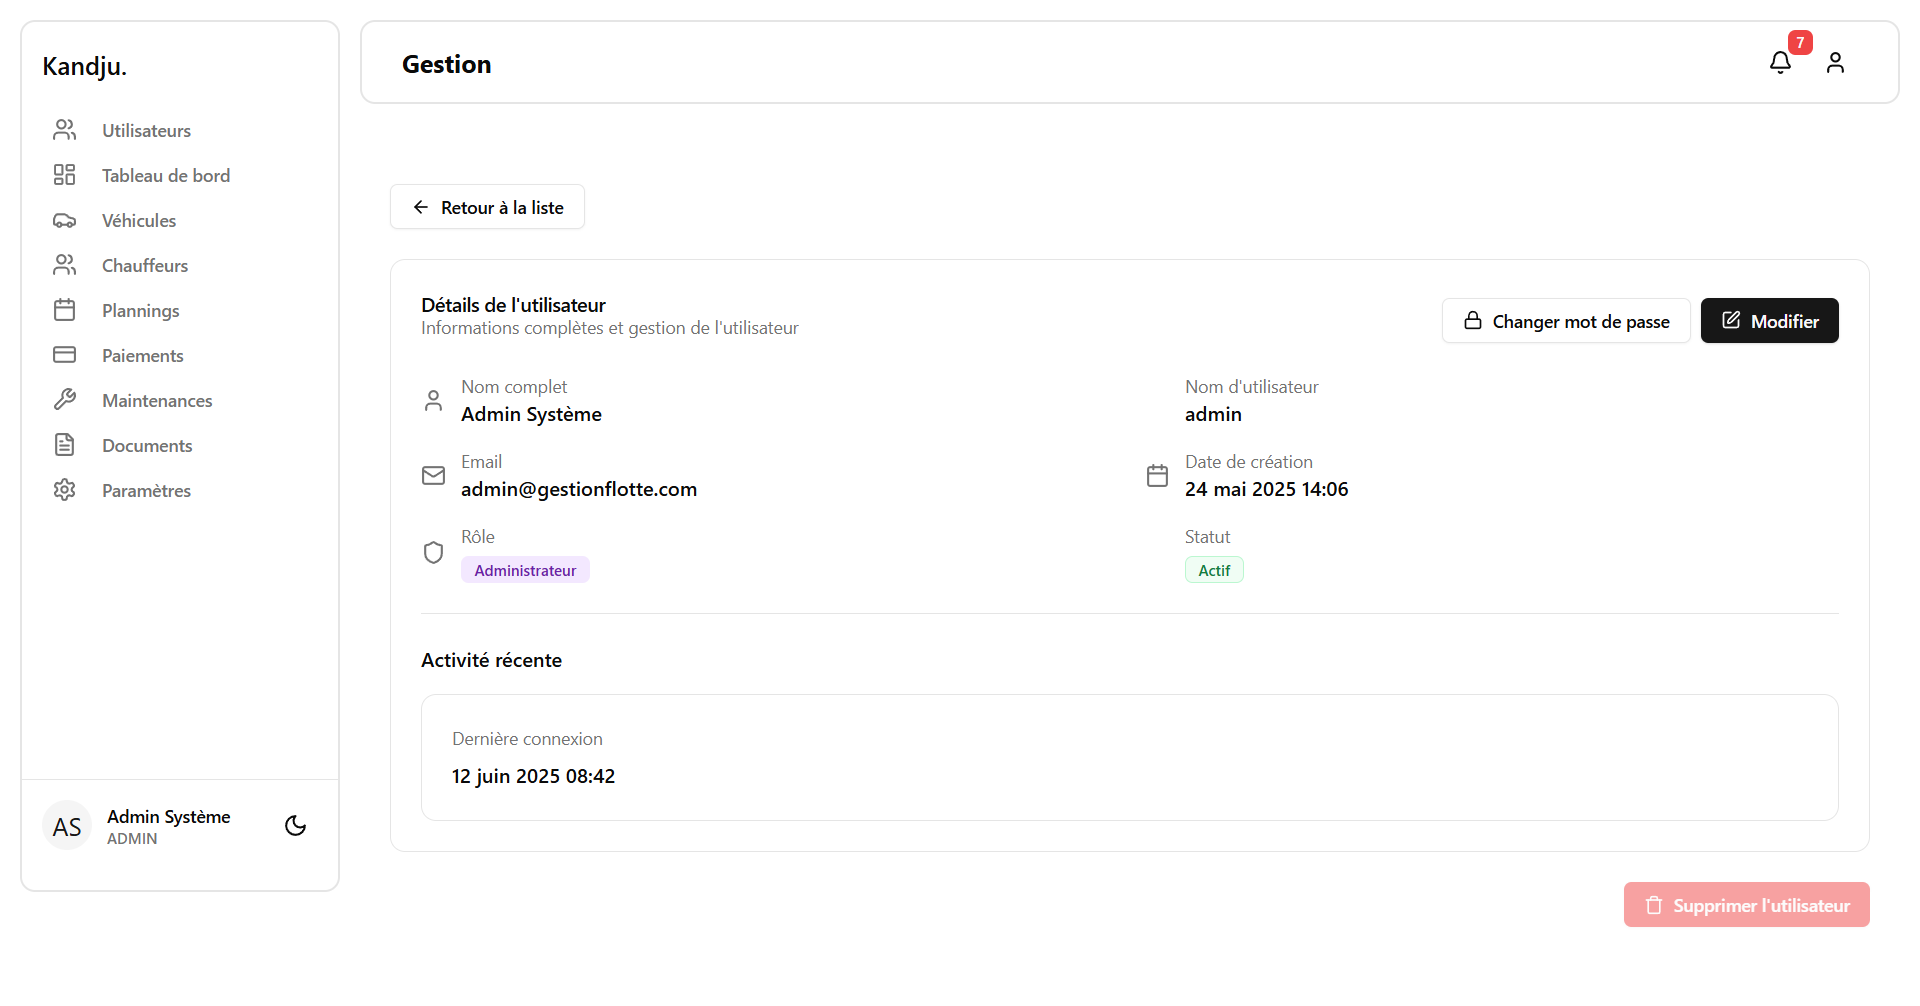 Kandju.
Utilisateurs
Tableau de bord
Véhicules
Chauffeurs
Plannings
Paiements
Maintenances
Documents
Paramètres
AS
Admin Système
ADMIN
Gestion
7
Retour à la liste
Détails de l'utilisateur
Informations complètes et gestion de l'utilisateur
Changer mot de passe
Modifier
Nom complet
Admin Système
Nom d'utilisateur
admin
Email
admin@gestionflotte.com
Date de création
24 mai 2025 14:06
Rôle
Administrateur
Statut
Actif
Activité récente
Dernière connexion
12 juin 2025 08:42
Supprimer l'utilisateur